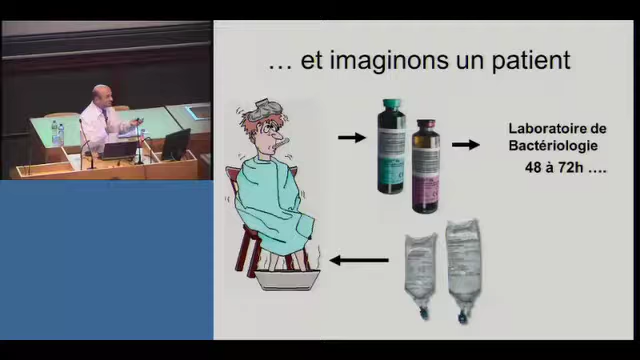 ... et imaginons un patient
Laboratoire de
Bactériologie
48 à 72h ....